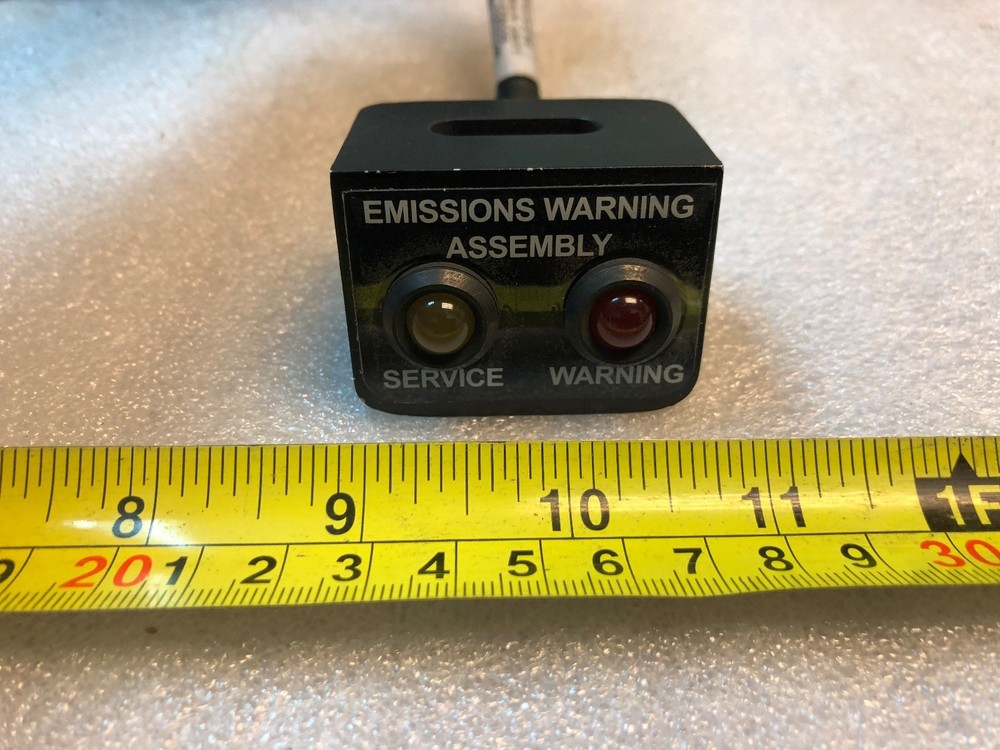 EMISSIONS WARNING
ASSEMBLY
SERVICE WARNING
8 9 10 11 1F
20 1 2 3 4 5 6 7 8 9 30